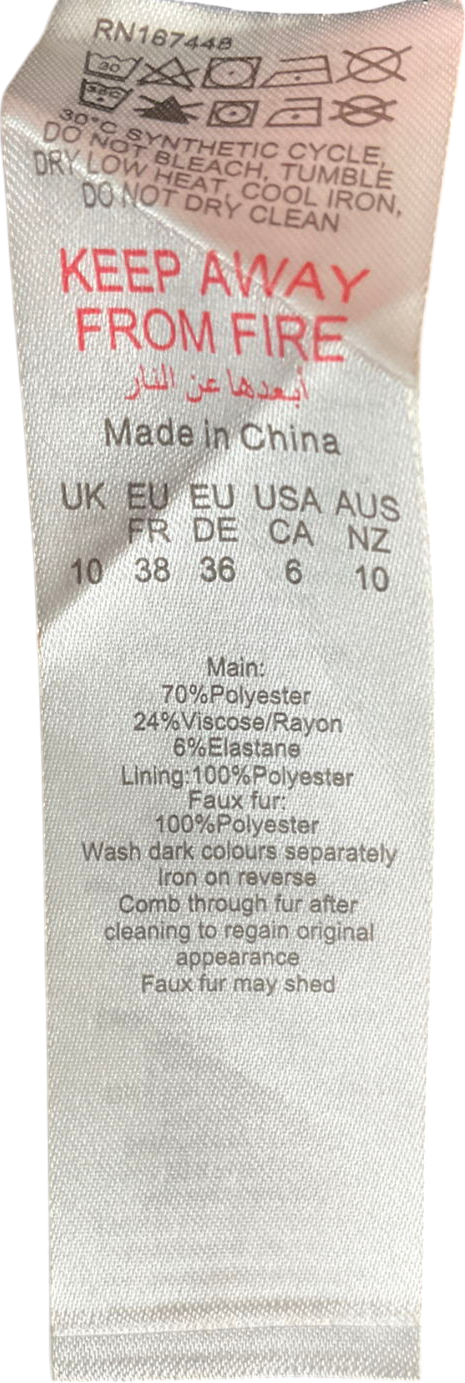 RN167448
30
30C
30°C SYNTHETIC CYCLE,
DO NOT BLEACH, TUMBLE
DRY LOW HEAT, COOL IRON,
DO NOT DRY CLEAN
KEEP AWAY
FROM FIRE
أبعدها عن النار
Made in China
UK EU EU USA AUS
FR DE CA NZ
10 38 36 6 10
Main:
70%Polyester
24%Viscose/Rayon
6%Elastane
Lining:100%Polyester
Faux fur:
100%Polyester
Wash dark colours separately
Iron on reverse
Comb through fur after
cleaning to regain original
appearance
Faux fur may shed